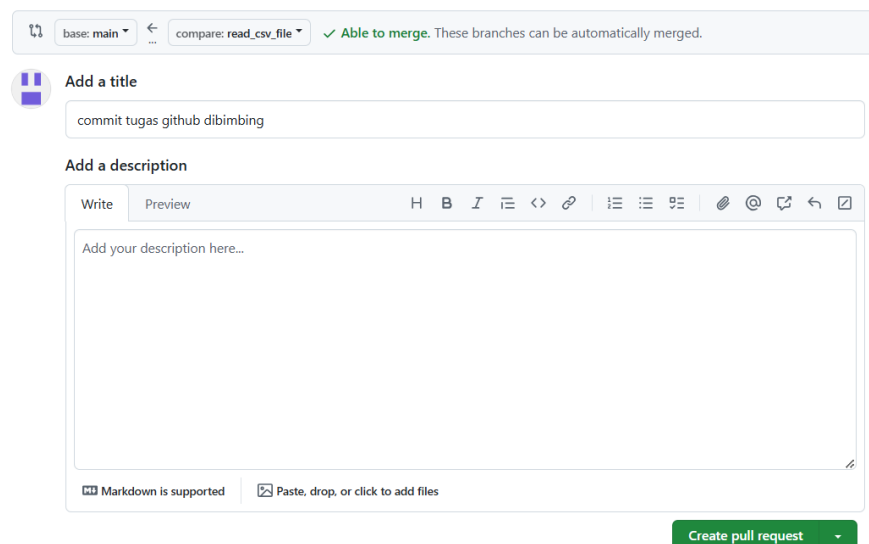 base: main compare: read_csv_file Able to merge. These branches can be automatically merged.
Add a title
commit tugas github dibimbing
Add a description
Write Preview
Add your description here...
Markdown is supported Paste, drop, or click to add files
Create pull request